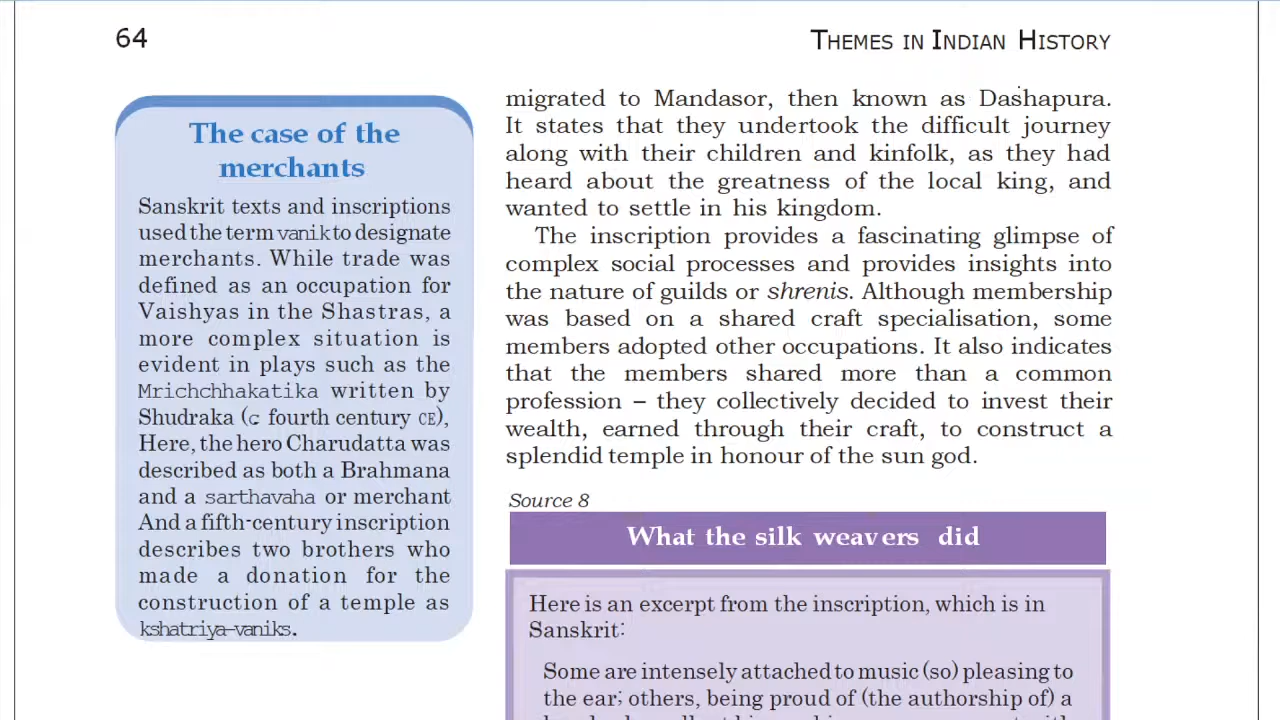 64
THEMES IN INDIAN HISTORY
The case of the
merchants
Sanskrit texts and inscriptions
used the term vanik to designate
merchants. While trade was
defined as an occupation for
Vaishyas in the Shastras, a
more complex situation is
evident in plays such as the
Mrichchhakatika written by
Shudraka (c. fourth century CE),
Here, the hero Charudatta was
described as both a Brahmana
and a sarthavaha or merchant
And a fifth-century inscription
describes two brothers who
made a donation for the
construction of a temple as
kshatriya-vaniks.
migrated to Mandasor, then known as Dashapura.
It states that they undertook the difficult journey
along with their children and kinfolk, as they had
heard about the greatness of the local king, and
wanted to settle in his kingdom.
The inscription provides a fascinating glimpse of
complex social processes and provides insights into
the nature of guilds or shrenis. Although membership
was based on a shared craft specialisation, some
members adopted other occupations. It also indicates
that the members shared more than a common
profession – they collectively decided to invest their
wealth, earned through their craft, to construct a
splendid temple in honour of the sun god.
Source 8
What the silk weavers did
Here is an excerpt from the inscription, which is in
Sanskrit:
Some are intensely attached to music (so) pleasing to
the ear; others, being proud of (the authorship of) a